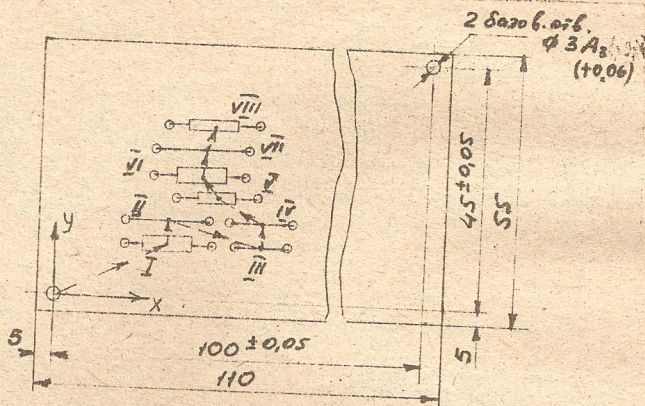 2 базов. отв.
ф 3 А₃
(+0,06)
VIII
VII
VI
V
II
IV
I
III
y
x
45±0,05
55
5
100±0,05
5
110